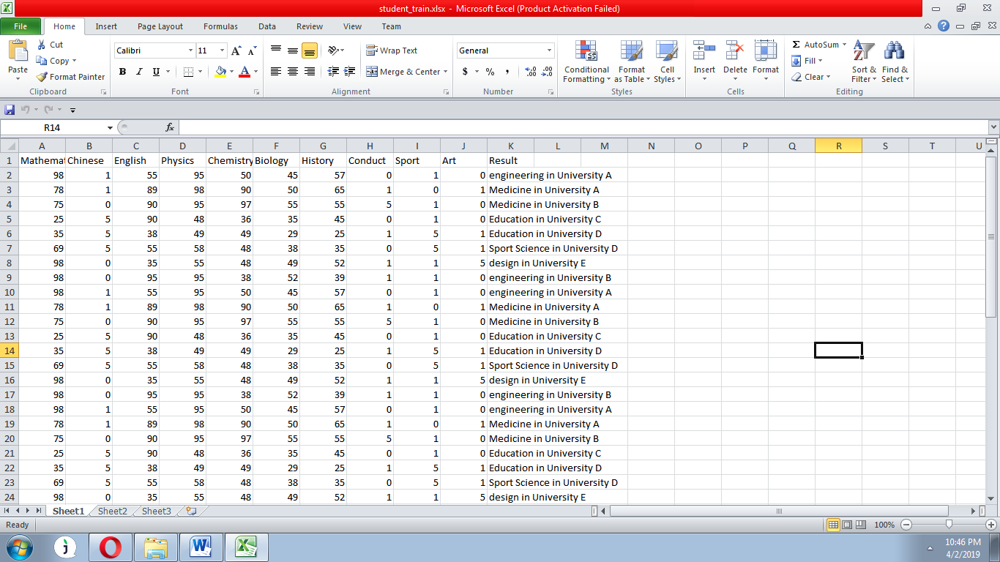 student_train.xlsx - Microsoft Excel (Product Activation Failed)
File Home Insert Page Layout Formulas Data Review View Team
Paste Cut Copy Format Painter Clipboard
Calibri 11 B I U A Font
Wrap Text Merge & Center Alignment
General $ % , Number
Conditional Formatting Format as Table Cell Styles Styles
Insert Delete Format Cells
Σ AutoSum Fill Clear Sort & Filter Find & Select Editing
R14 fx
A B C D E F G H I J K L M N O P Q R S T U
1 Mathemat Chinese English Physics Chemistry Biology History Conduct Sport Art Result
2 98 1 55 95 50 45 57 0 1 0 engineering in University A
3 78 1 89 98 90 50 65 1 0 1 Medicine in University A
4 75 0 90 95 97 55 55 5 1 0 Medicine in University B
5 25 5 90 48 36 35 45 0 1 0 Education in University C
6 35 5 38 49 49 29 25 1 5 1 Education in University D
7 69 5 55 58 48 38 35 0 5 1 Sport Science in University D
8 98 0 35 55 48 49 52 1 1 5 design in University E
9 98 0 95 95 38 52 39 1 1 0 engineering in University B
10 98 1 55 95 50 45 57 0 1 0 engineering in University A
11 78 1 89 98 90 50 65 1 0 1 Medicine in University A
12 75 0 90 95 97 55 55 5 1 0 Medicine in University B
13 25 5 90 48 36 35 45 0 1 0 Education in University C
14 35 5 38 49 49 29 25 1 5 1 Education in University D
15 69 5 55 58 48 38 35 0 5 1 Sport Science in University D
16 98 0 35 55 48 49 52 1 1 5 design in University E
17 98 0 95 95 38 52 39 1 1 0 engineering in University B
18 98 1 55 95 50 45 57 0 1 0 engineering in University A
19 78 1 89 98 90 50 65 1 0 1 Medicine in University A
20 75 0 90 95 97 55 55 5 1 0 Medicine in University B
21 25 5 90 48 36 35 45 0 1 0 Education in University C
22 35 5 38 49 49 29 25 1 5 1 Education in University D
23 69 5 55 58 48 38 35 0 5 1 Sport Science in University D
24 98 0 35 55 48 49 52 1 1 5 design in University E
Sheet1 Sheet2 Sheet3
Ready 100%
10:46 PM
4/2/2019